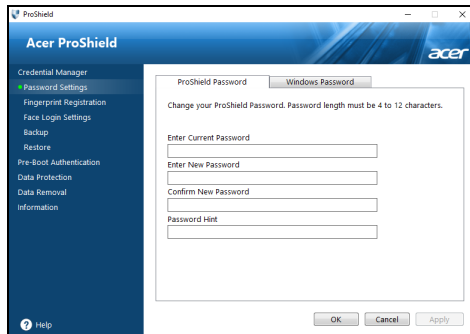 ProShield
Acer ProShield
acer
Credential Manager
Password Settings
Fingerprint Registration
Face Login Settings
Backup
Restore
Pre-Boot Authentication
Data Protection
Data Removal
Information
Help
ProShield Password
Windows Password
Change your ProShield Password. Password length must be 4 to 12 characters.
Enter Current Password
Enter New Password
Confirm New Password
Password Hint
OK
Cancel
Apply